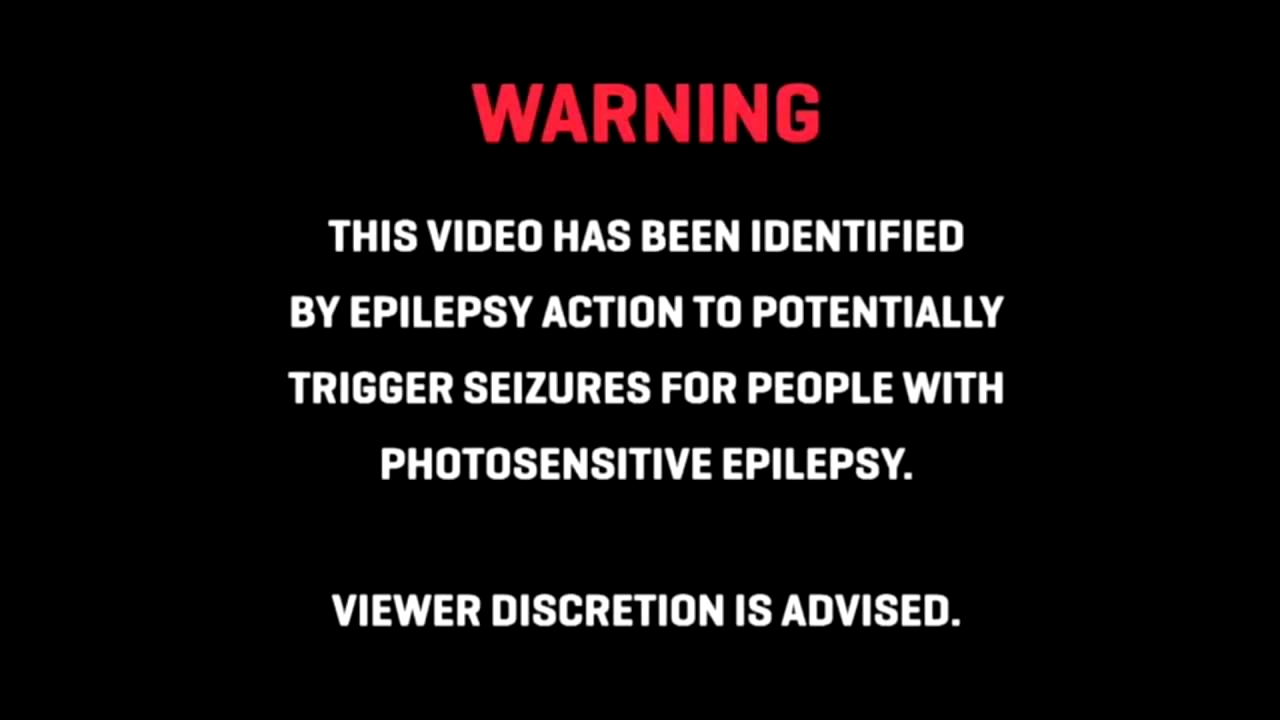 WARNING
THIS VIDEO HAS BEEN IDENTIFIED
BY EPILEPSY ACTION TO POTENTIALLY
TRIGGER SEIZURES FOR PEOPLE WITH
PHOTOSENSITIVE EPILEPSY.
VIEWER DISCRETION IS ADVISED.